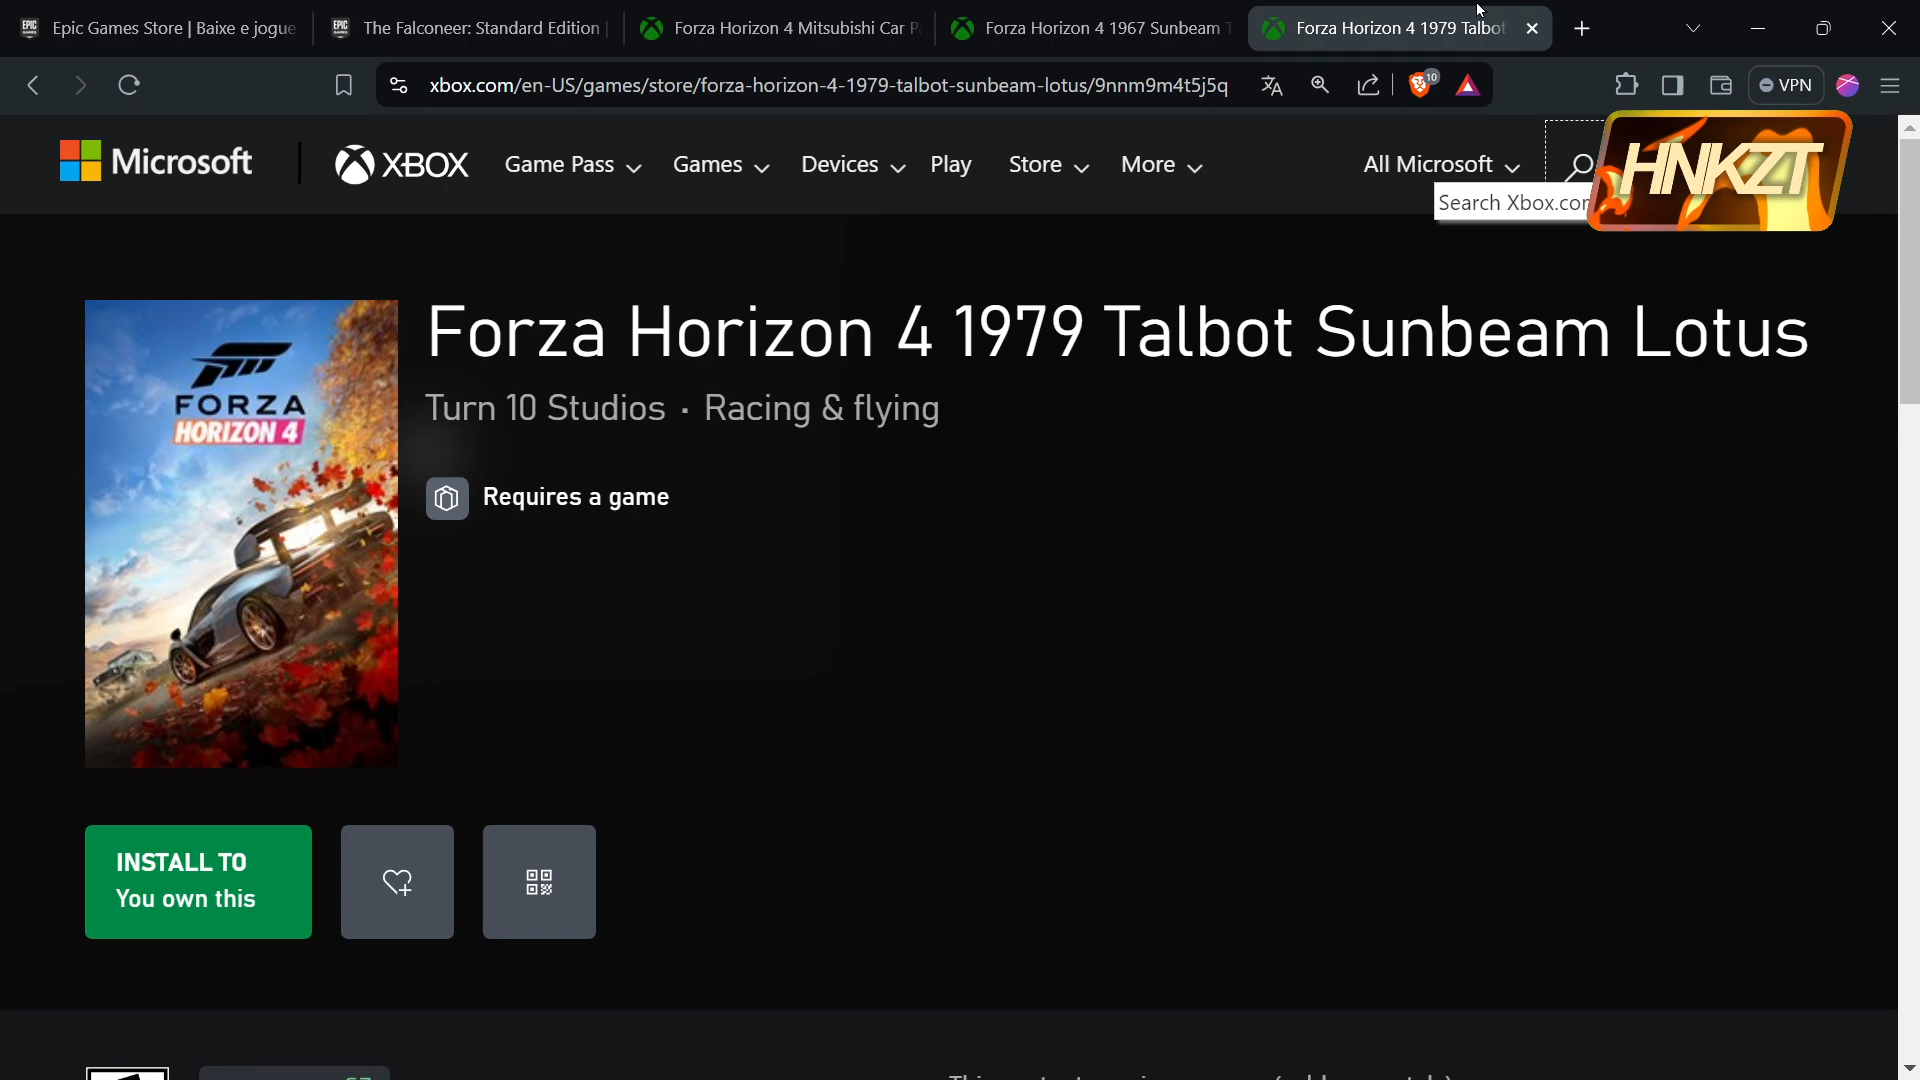 Epic Games Store | Baixe e jogue
The Falconeer: Standard Edition |
Forza Horizon 4 Mitsubishi Car P
Forza Horizon 4 1967 Sunbeam T
Forza Horizon 4 1979 Talbot
xbox.com/en-US/games/store/forza-horizon-4-1979-talbot-sunbeam-lotus/9nnm9m4t5j5q
10
VPN
Microsoft
XBOX
Game Pass
Games
Devices
Play
Store
More
All Microsoft
HNKZT
Search Xbox.com
Forza Horizon 4 1979 Talbot Sunbeam Lotus
Turn 10 Studios · Racing & flying
FORZA
HORIZON 4
Requires a game
INSTALL TO
You own this